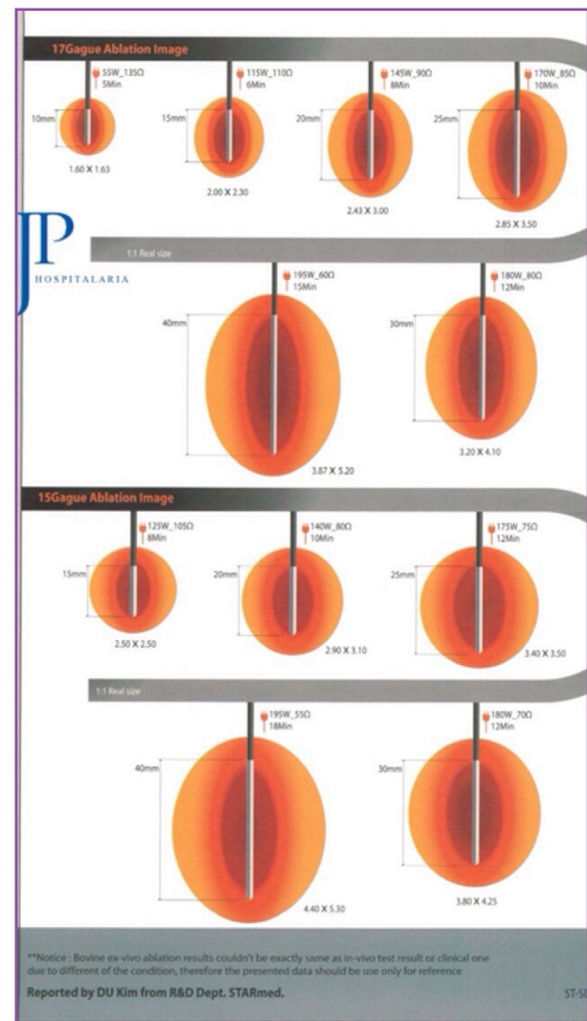 17Gague Ablation Image
55W_135Ω
5Min
10mm
1.60 X 1.63
115W_110Ω
6Min
15mm
2.00 X 2.30
145W_90Ω
8Min
20mm
2.43 X 3.00
170W_85Ω
10Min
25mm
2.85 X 3.50
JP
HOSPITALARIA
1:1 Real size
195W_60Ω
15Min
40mm
3.87 X 5.20
180W_80Ω
12Min
30mm
3.20 X 4.10
15Gague Ablation Image
125W_105Ω
8Min
15mm
2.50 X 2.50
140W_80Ω
10Min
20mm
2.90 X 3.10
175W_75Ω
12Min
25mm
3.40 X 3.50
1:1 Real size
195W_55Ω
18Min
40mm
4.40 X 5.30
180W_70Ω
12Min
30mm
3.80 X 4.25
**Notice : Bovine ex-vivo ablation results couldn't be exactly same as in-vivo test result or clinical one
due to different of the condition, therefore the presented data should be use only for reference
Reported by DU Kim from R&D Dept. STARmed.